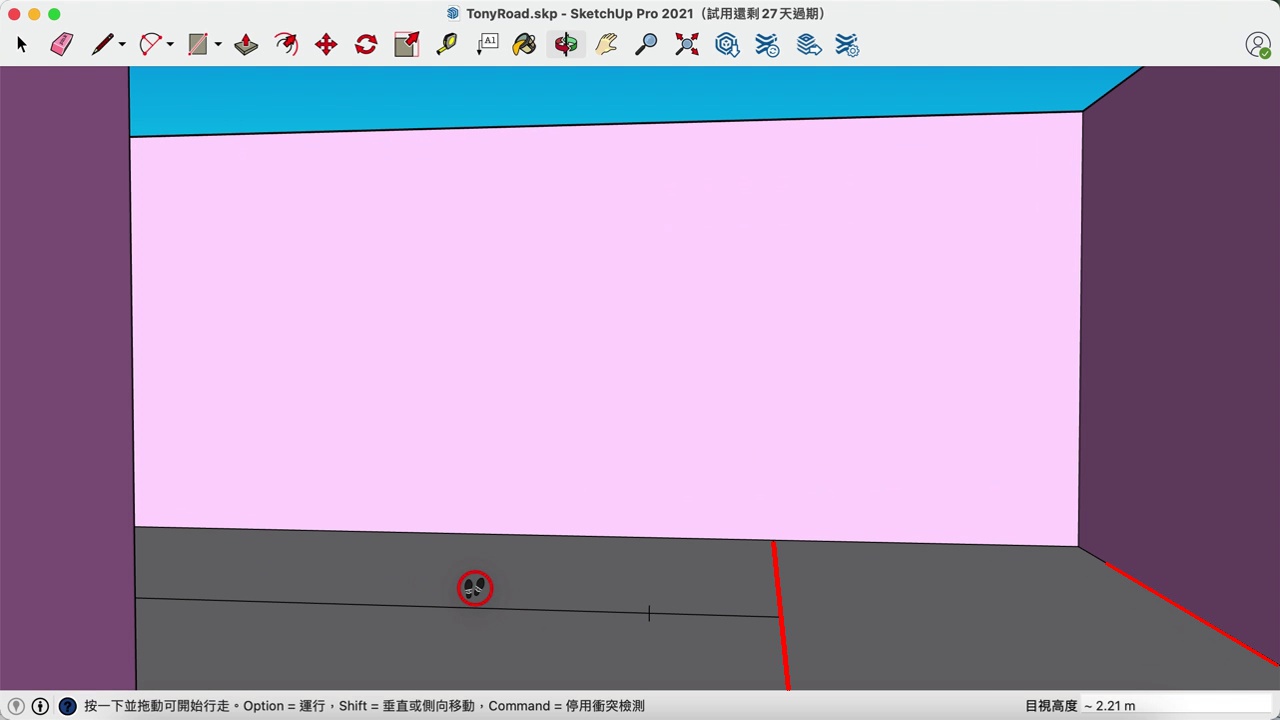 TonyRoad.skp - SketchUp Pro 2021（試用還剩 27 天過期）
A1
按一下並拖動可開始行走。Option = 運行，Shift = 垂直或側向移動，Command = 停用衝突檢測
目視高度 ~ 2.21 m